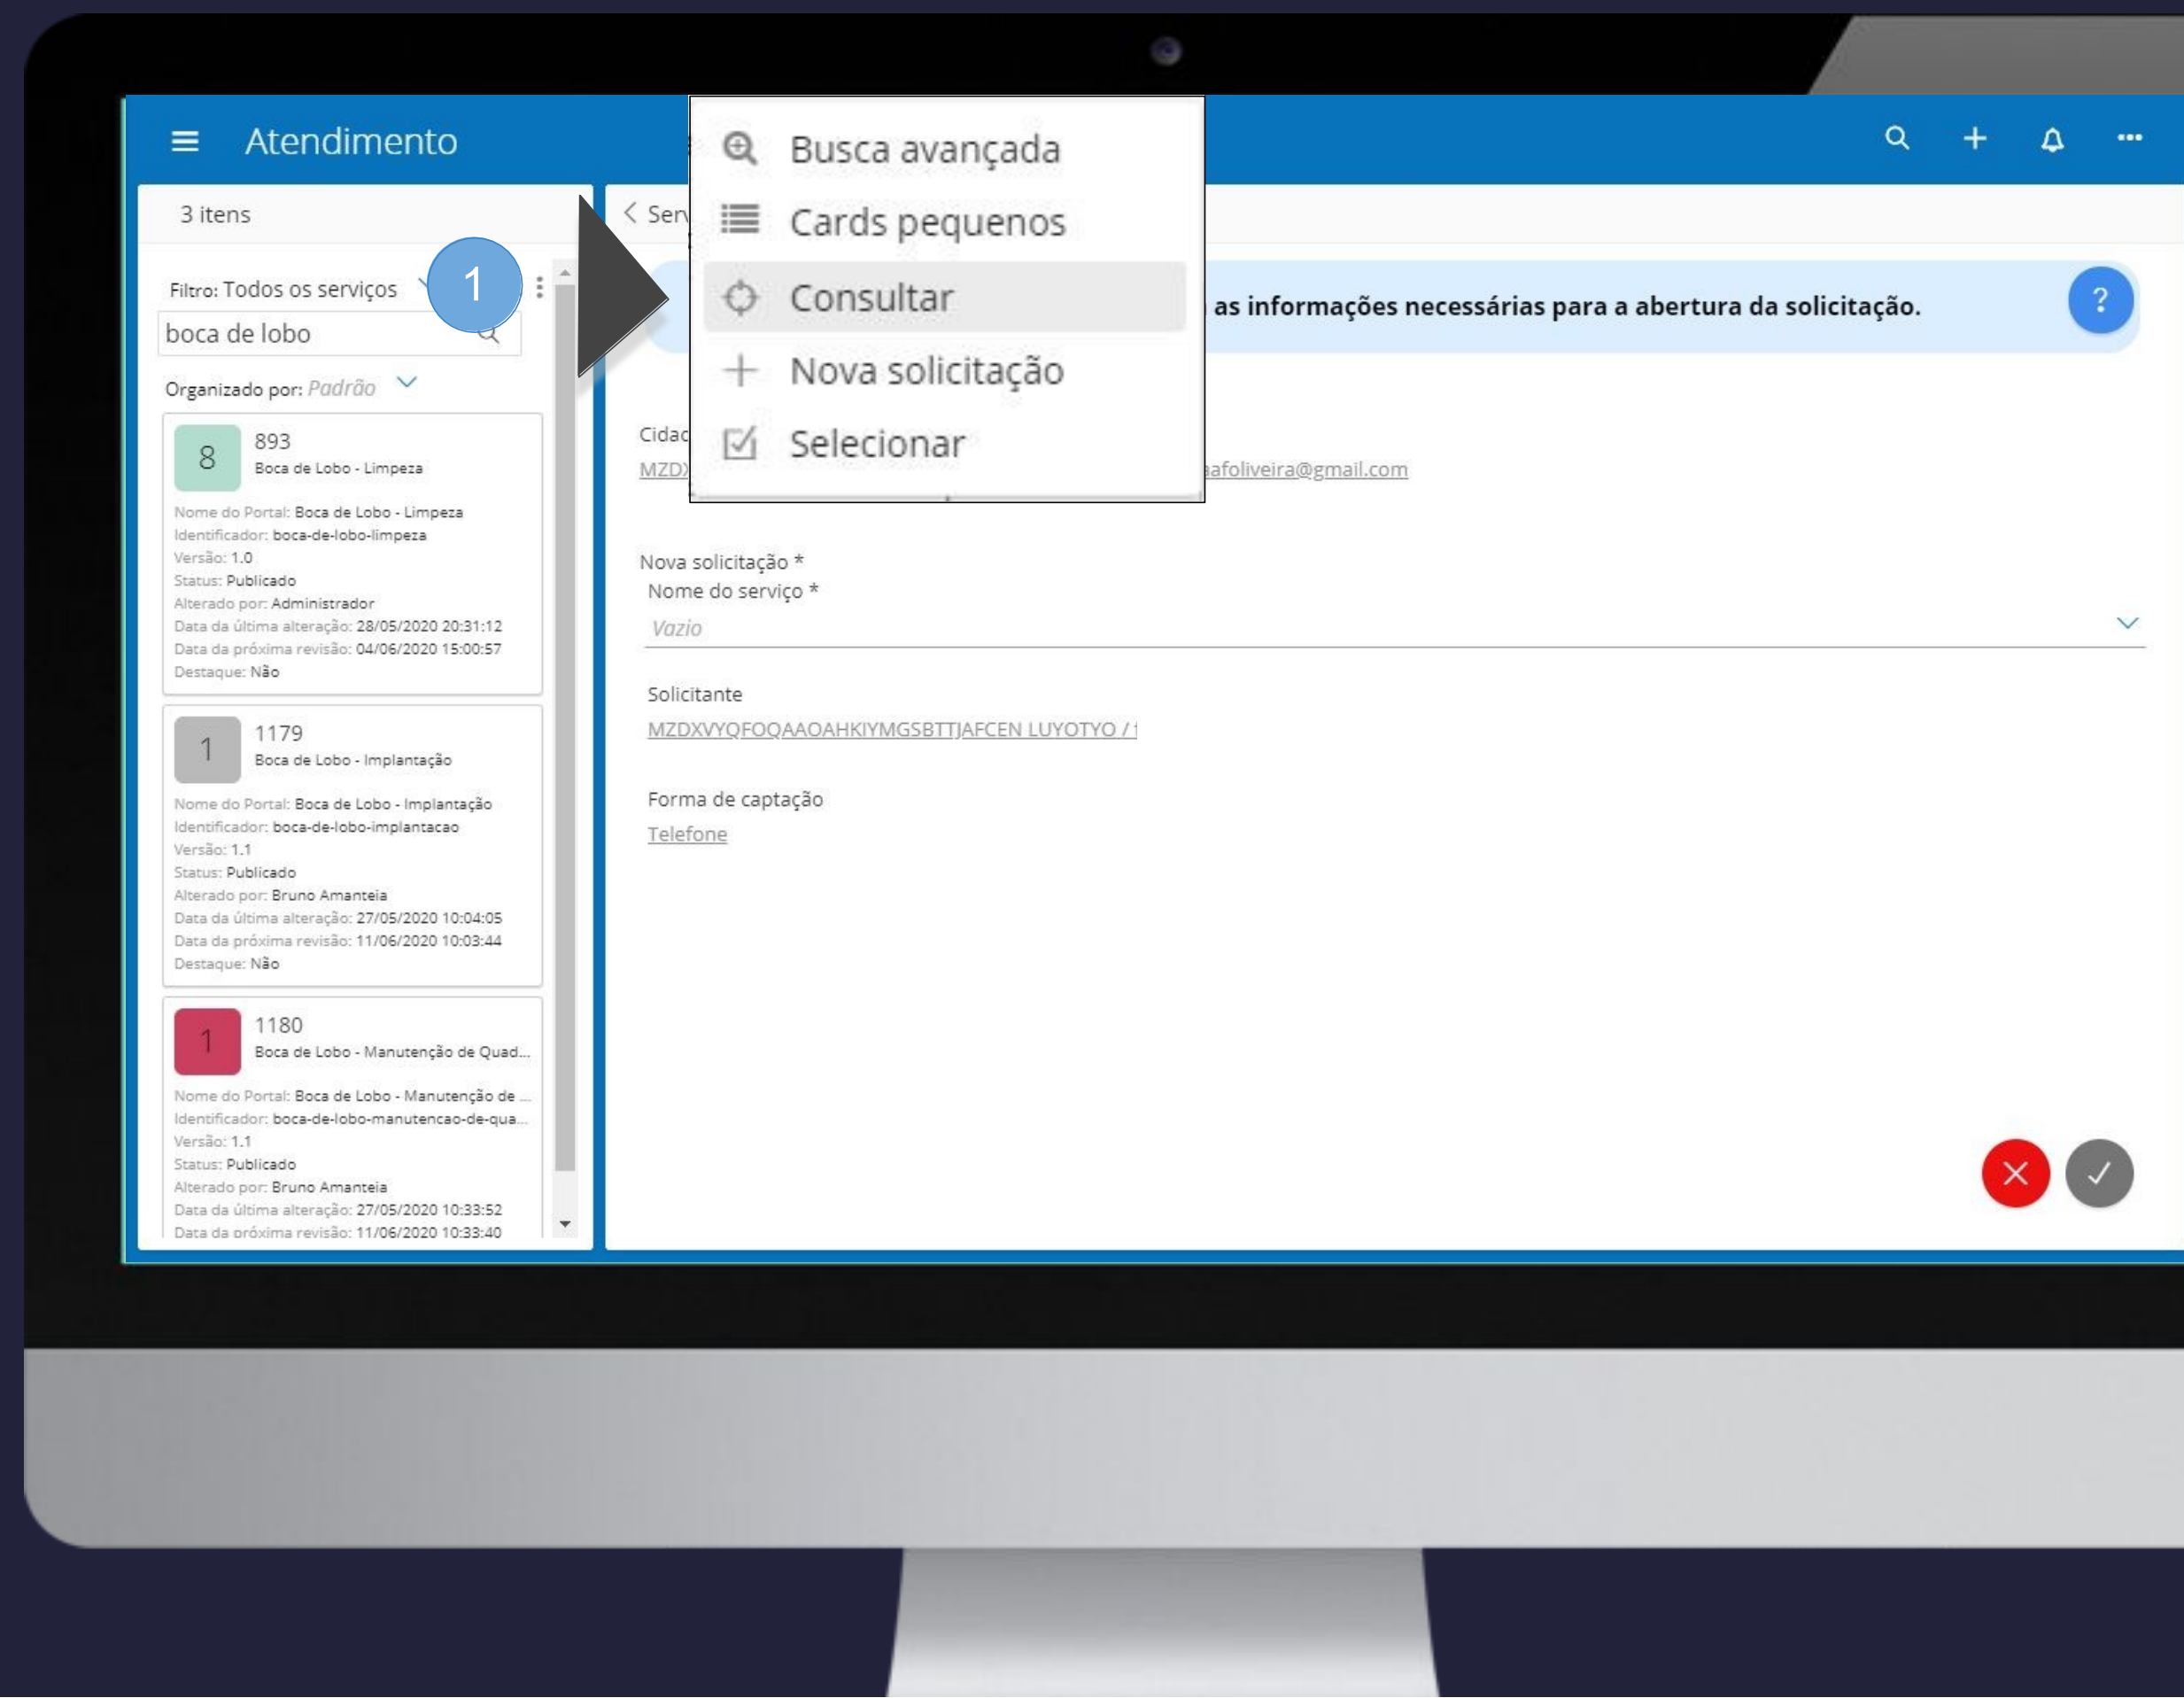 Atendimento
3 itens
Filtro: Todos os serviços
1
boca de lobo
Organizado por: Padrão
8
893
Boca de Lobo - Limpeza
Nome do Portal: Boca de Lobo - Limpeza
Identificador: boca-de-lobo-limpeza
Versão: 1.0
Status: Publicado
Alterado por: Administrador
Data da última alteração: 28/05/2020 20:31:12
Data da próxima revisão: 04/06/2020 15:00:57
Destaque: Não
1
1179
Boca de Lobo - Implantação
Nome do Portal: Boca de Lobo - Implantação
Identificador: boca-de-lobo-implantacao
Versão: 1.1
Status: Publicado
Alterado por: Bruno Amanteia
Data da última alteração: 27/05/2020 10:04:05
Data da próxima revisão: 11/06/2020 10:03:44
Destaque: Não
1
1180
Boca de Lobo - Manutenção de Quad...
Nome do Portal: Boca de Lobo - Manutenção de ...
Identificador: boca-de-lobo-manutencao-de-qua...
Versão: 1.1
Status: Publicado
Alterado por: Bruno Amanteia
Data da última alteração: 27/05/2020 10:33:52
Data da próxima revisão: 11/06/2020 10:33:40
Busca avançada
Cards pequenos
Consultar
Nova solicitação
Selecionar
as informações necessárias para a abertura da solicitação.
?
afoliveira@gmail.com
Nova solicitação *
Nome do serviço *
Vazio
Solicitante
MZDXVYQFOQAAOAHKIYMGSBTTJAFCEN LUYOTYO /
Forma de captação
Telefone